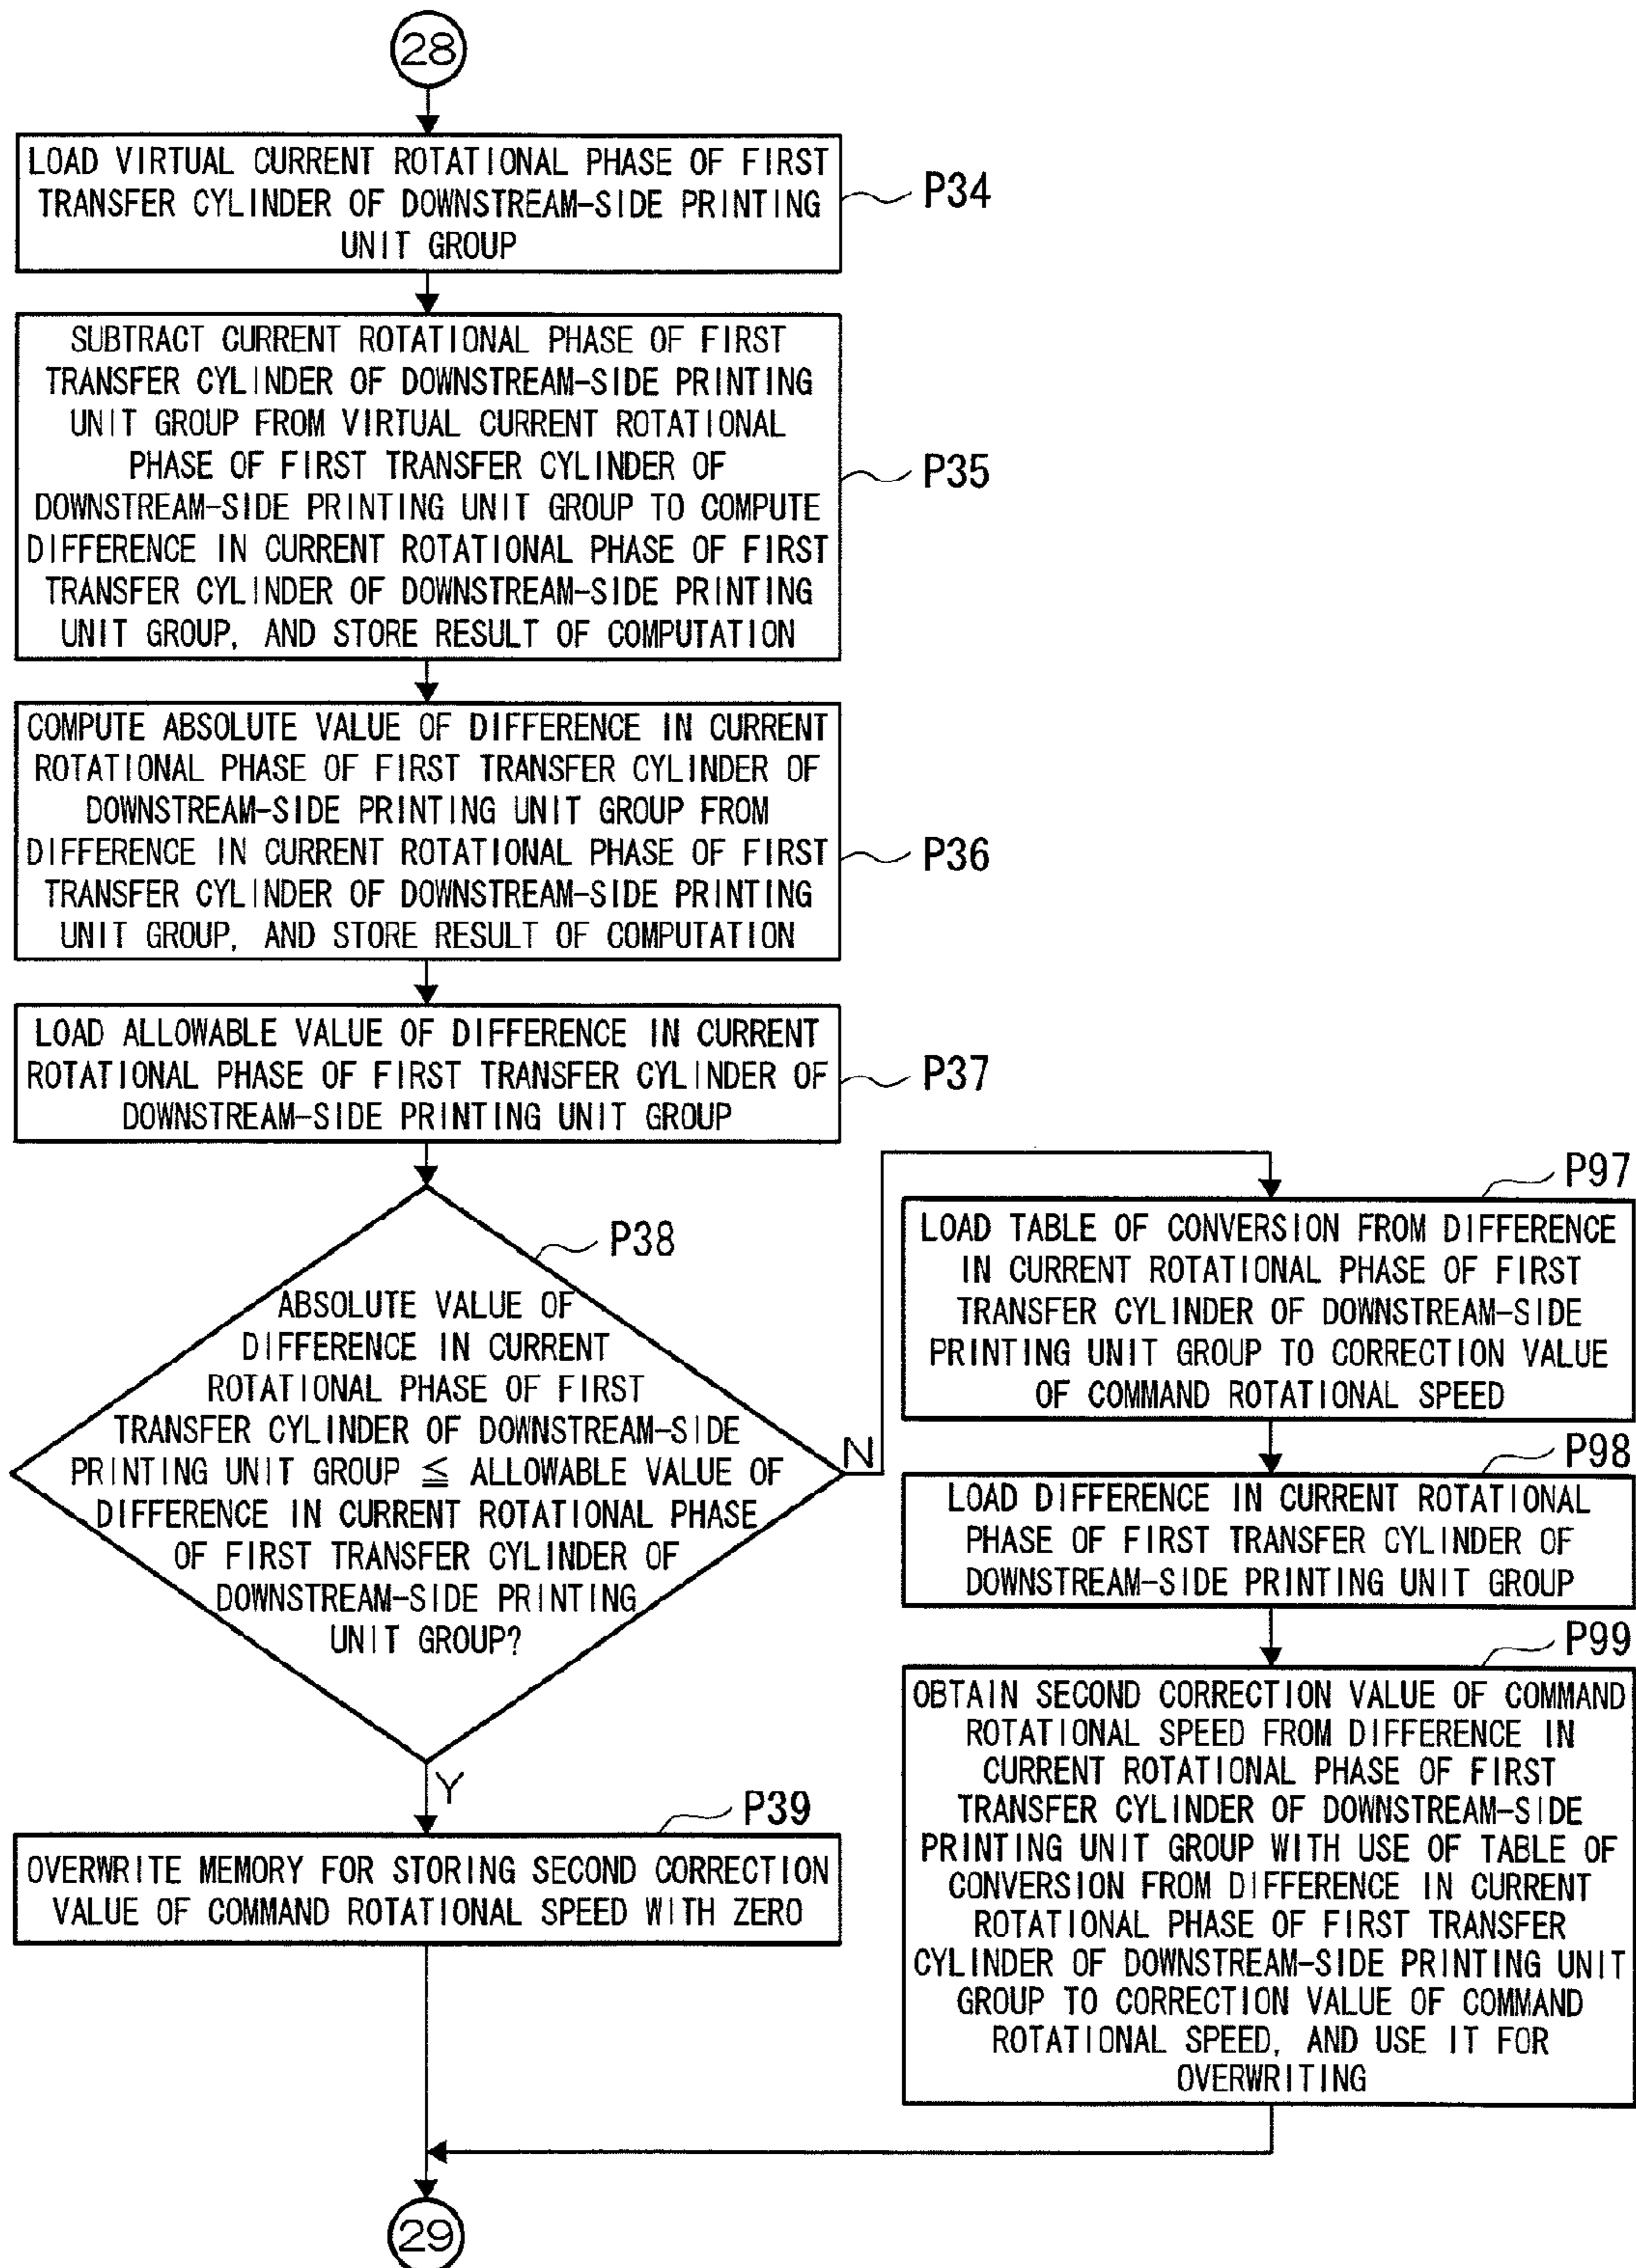 28
LOAD VIRTUAL CURRENT ROTATIONAL PHASE OF FIRST
TRANSFER CYLINDER OF DOWNSTREAM-SIDE PRINTING
UNIT GROUP
P34
SUBTRACT CURRENT ROTATIONAL PHASE OF FIRST
TRANSFER CYLINDER OF DOWNSTREAM-SIDE PRINTING
UNIT GROUP FROM VIRTUAL CURRENT ROTATIONAL
PHASE OF FIRST TRANSFER CYLINDER OF
DOWNSTREAM-SIDE PRINTING UNIT GROUP TO COMPUTE
DIFFERENCE IN CURRENT ROTATIONAL PHASE OF FIRST
TRANSFER CYLINDER OF DOWNSTREAM-SIDE PRINTING
UNIT GROUP, AND STORE RESULT OF COMPUTATION
P35
COMPUTE ABSOLUTE VALUE OF DIFFERENCE IN CURRENT
ROTATIONAL PHASE OF FIRST TRANSFER CYLINDER OF
DOWNSTREAM-SIDE PRINTING UNIT GROUP FROM
DIFFERENCE IN CURRENT ROTATIONAL PHASE OF FIRST
TRANSFER CYLINDER OF DOWNSTREAM-SIDE PRINTING
UNIT GROUP, AND STORE RESULT OF COMPUTATION
P36
LOAD ALLOWABLE VALUE OF DIFFERENCE IN CURRENT
ROTATIONAL PHASE OF FIRST TRANSFER CYLINDER OF
DOWNSTREAM-SIDE PRINTING UNIT GROUP
P37
P38
ABSOLUTE VALUE OF
DIFFERENCE IN CURRENT
ROTATIONAL PHASE OF FIRST
TRANSFER CYLINDER OF DOWNSTREAM-SIDE
PRINTING UNIT GROUP ≦ ALLOWABLE VALUE OF
DIFFERENCE IN CURRENT ROTATIONAL PHASE
OF FIRST TRANSFER CYLINDER OF
DOWNSTREAM-SIDE PRINTING
UNIT GROUP?
N
Y
P39
OVERWRITE MEMORY FOR STORING SECOND CORRECTION
VALUE OF COMMAND ROTATIONAL SPEED WITH ZERO
P97
LOAD TABLE OF CONVERSION FROM DIFFERENCE
IN CURRENT ROTATIONAL PHASE OF FIRST
TRANSFER CYLINDER OF DOWNSTREAM-SIDE
PRINTING UNIT GROUP TO CORRECTION VALUE
OF COMMAND ROTATIONAL SPEED
P98
LOAD DIFFERENCE IN CURRENT ROTATIONAL
PHASE OF FIRST TRANSFER CYLINDER OF
DOWNSTREAM-SIDE PRINTING UNIT GROUP
P99
OBTAIN SECOND CORRECTION VALUE OF COMMAND
ROTATIONAL SPEED FROM DIFFERENCE IN
CURRENT ROTATIONAL PHASE OF FIRST
TRANSFER CYLINDER OF DOWNSTREAM-SIDE
PRINTING UNIT GROUP WITH USE OF TABLE OF
CONVERSION FROM DIFFERENCE IN CURRENT
ROTATIONAL PHASE OF FIRST TRANSFER
CYLINDER OF DOWNSTREAM-SIDE PRINTING UNIT
GROUP TO CORRECTION VALUE OF COMMAND
ROTATIONAL SPEED, AND USE IT FOR
OVERWRITING
29